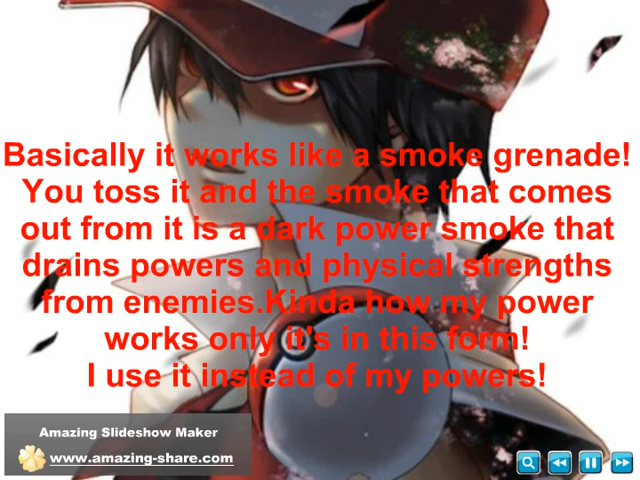 Basically it works like a smoke grenade!
You toss it and the smoke that comes
out from it is a dark power smoke that
drains powers and physical strengths
from enemies.Kinda how my power
works only it's in this form!
I use it instead of my powers!
Amazing Slideshow Maker
www.amazing-share.com